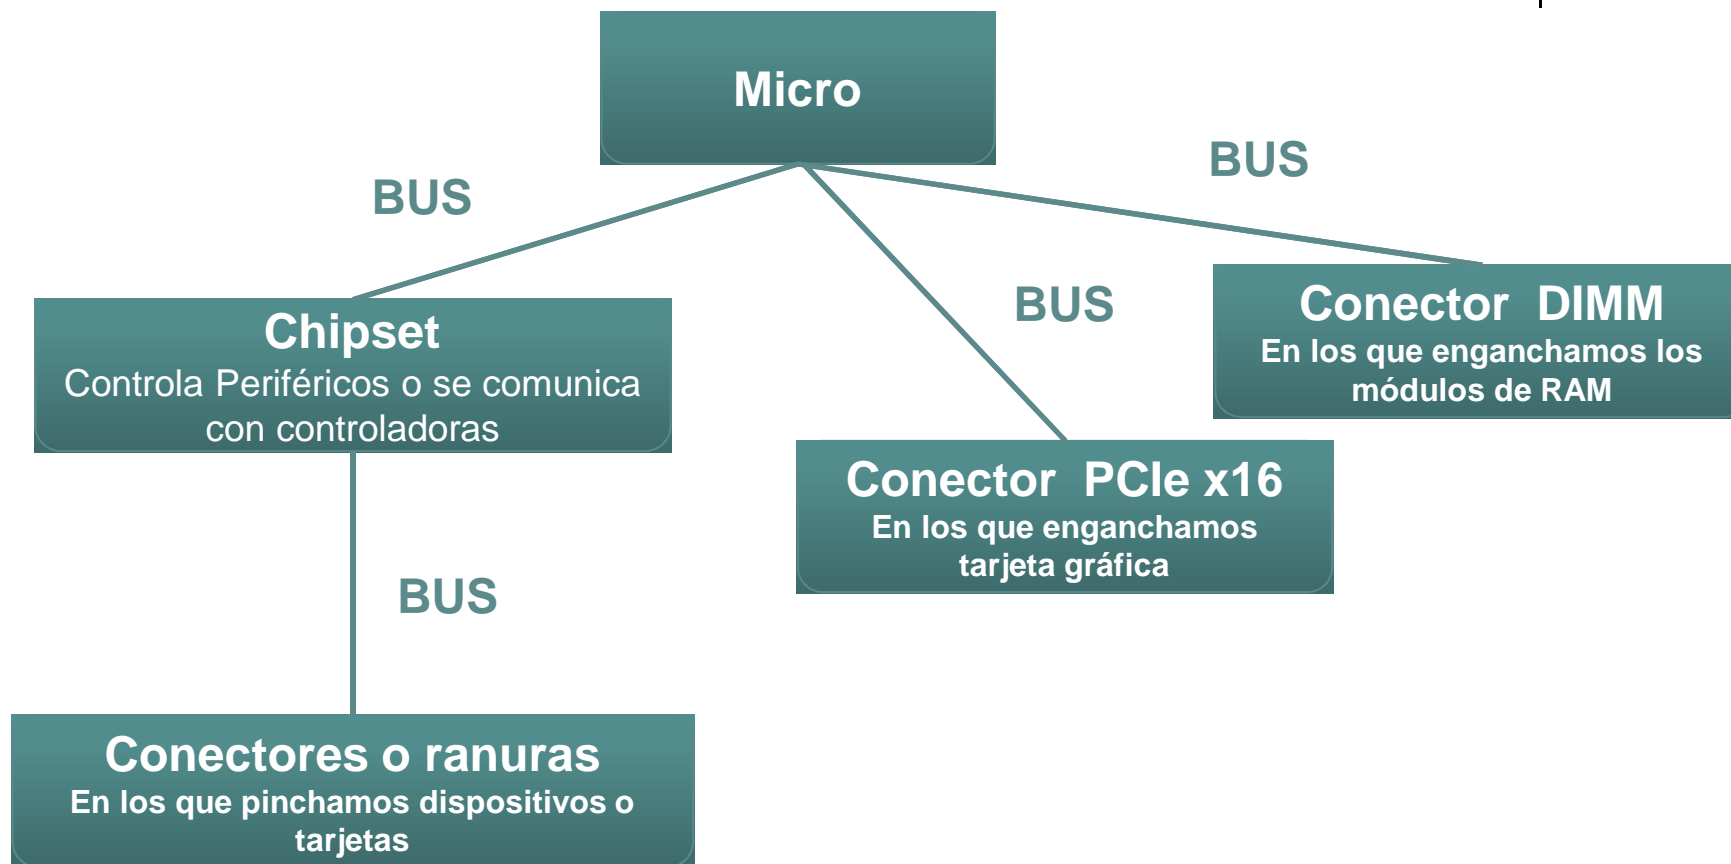 Micro
BUS
BUS
Chipset
Controla Periféricos o se comunica
con controladoras
BUS
Conector DIMM
En los que enganchamos los
módulos de RAM
Conector PCIe x16
En los que enganchamos
tarjeta gráfica
BUS
Conectores o ranuras
En los que pinchamos dispositivos o
tarjetas